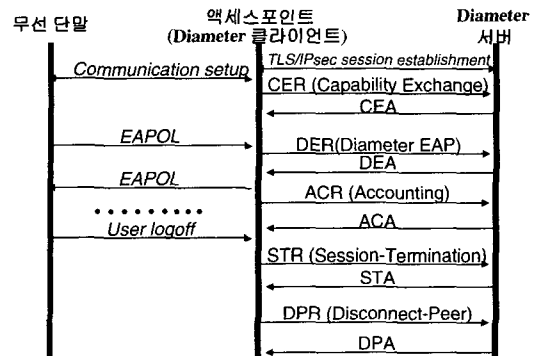 무선 단말
액세스포인트
(Diameter 클라이언트)
Diameter
서버
TLS/IPsec session establishment
Communication setup
CER (Capability Exchange)
CEA
EAPOL
DER(Diameter EAP)
DEA
EAPOL
ACR (Accounting)
ACA
User logoff
STR (Session-Termination)
STA
DPR (Disconnect-Peer)
DPA